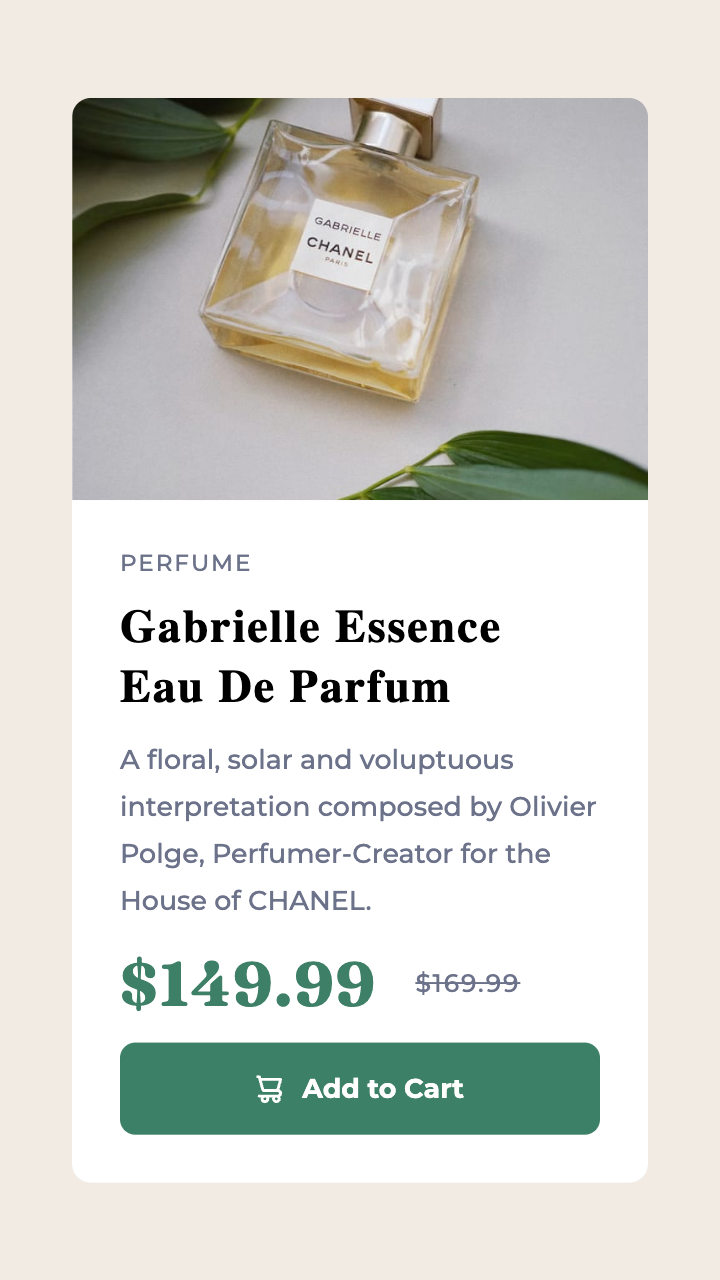 GABRIELLE
CHANEL
PARIS
PERFUME
Gabrielle Essence
Eau De Parfum
A floral, solar and voluptuous
interpretation composed by Olivier
Polge, Perfumer-Creator for the
House of CHANEL.
$149.99 $169.99
Add to Cart